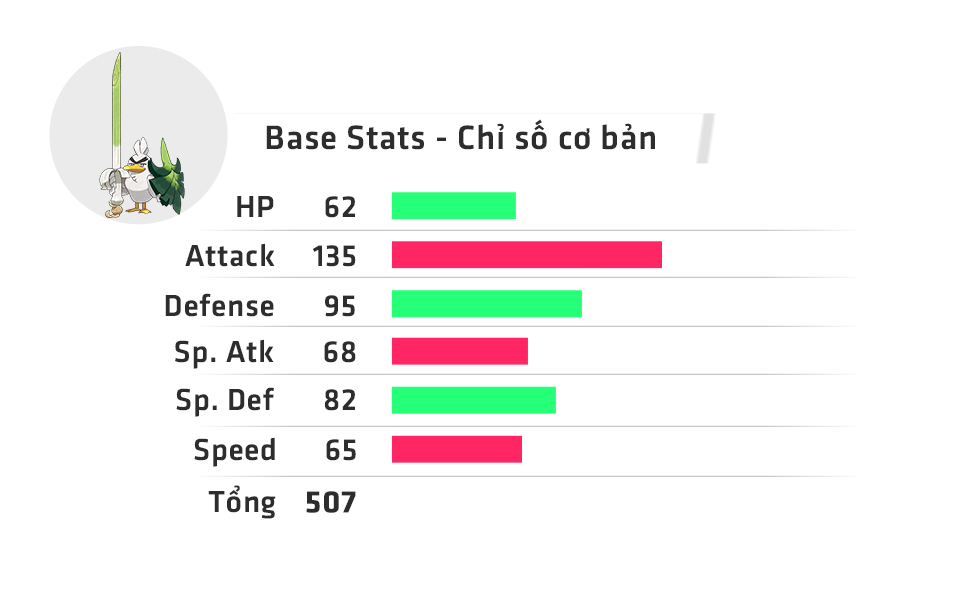 Base Stats - Chỉ số cơ bản
HP 62
Attack 135
Defense 95
Sp. Atk 68
Sp. Def 82
Speed 65
Tổng 507